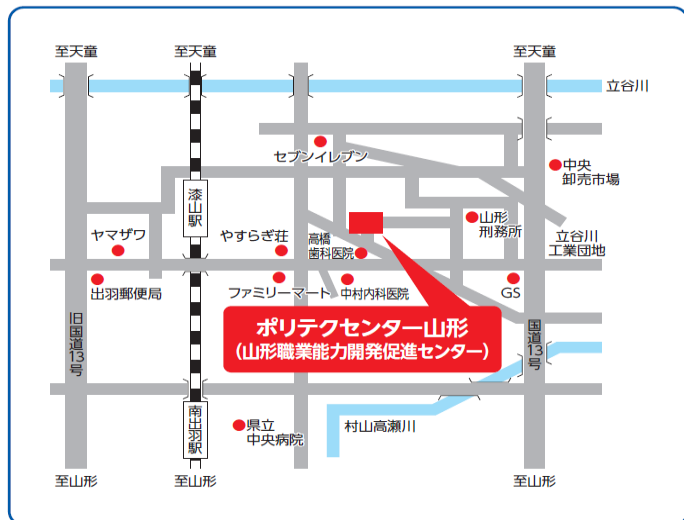 至天童
至天童
至天童
立谷川
セブンイレブン
中央
卸売市場
漆山駅
ヤマザワ
やすらぎ荘
高橋
歯科医院
山形
刑務所
立谷川
工業団地
出羽郵便局
ファミリーマート
中村内科医院
GS
旧国道13号
ポリテクセンター山形
(山形職業能力開発促進センター)
国道13号
南出羽駅
県立
中央病院
村山高瀬川
至山形
至山形
至山形